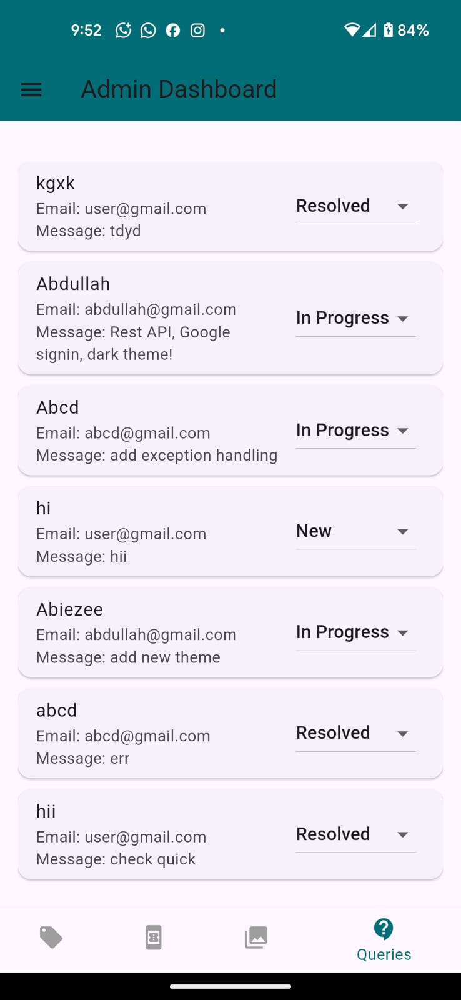 9:52 84%
Admin Dashboard
kgxk
Email: user@gmail.com
Message: tdyd
Resolved
Abdullah
Email: abdullah@gmail.com
Message: Rest API, Google
signin, dark theme!
In Progress
Abcd
Email: abcd@gmail.com
Message: add exception handling
In Progress
hi
Email: user@gmail.com
Message: hii
New
Abiezee
Email: abdullah@gmail.com
Message: add new theme
In Progress
abcd
Email: abcd@gmail.com
Message: err
Resolved
hii
Email: user@gmail.com
Message: check quick
Resolved
Queries